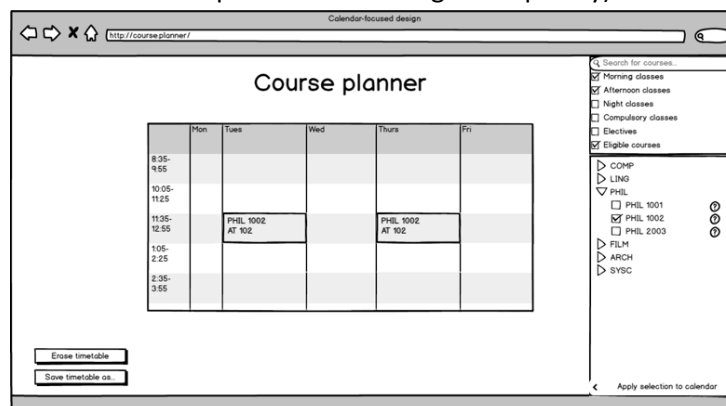 Calendar-focused design
http://course.planner/
Course planner
Mon Tues Wed Thurs Fri
8:35-
9:55
10:05-
11:25
11:35-
12:55
PHIL 1002
AT 102
PHIL 1002
AT 102
1:05-
2:25
2:35-
3:55
Erase timetable
Save timetable as...
Search for courses...
Morning classes
Afternoon classes
Night classes
Compulsory classes
Electives
Eligible courses
COMP
LING
PHIL
PHIL 1001 ?
PHIL 1002 ?
PHIL 2003 ?
FILM
ARCH
SYSC
Apply selection to calendar